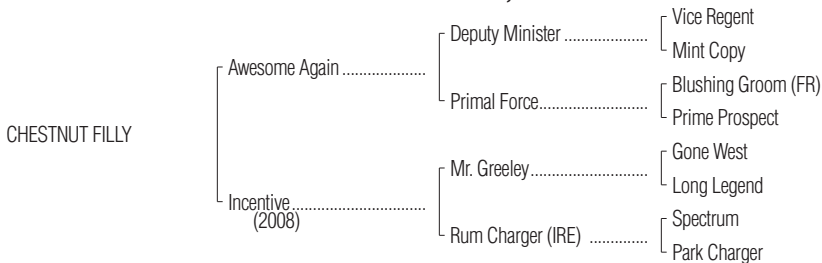 Vice Regent
Deputy Minister ....................
Mint Copy
Awesome Again ....................
Blushing Groom (FR)
Primal Force..........................
Prime Prospect
CHESTNUT FILLY
Gone West
Mr. Greeley............................
Long Legend
Incentive................................
(2008)
Spectrum
Rum Charger (IRE) ..............
Park Charger